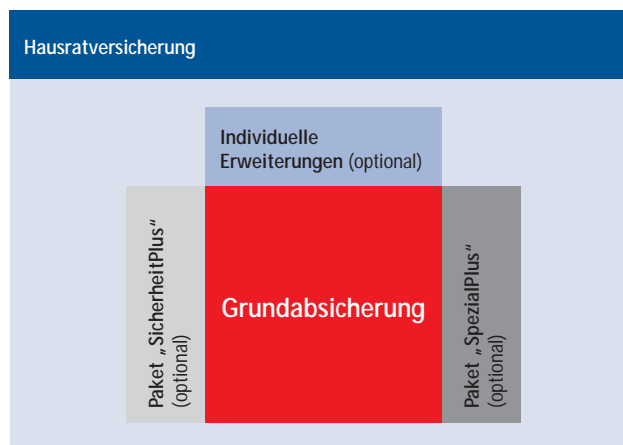 Hausratversicherung
Individuelle
Erweiterungen (optional)
Paket „SicherheitPlus“
(optional)
Grundabsicherung
Paket „SpezialPlus“
(optional)